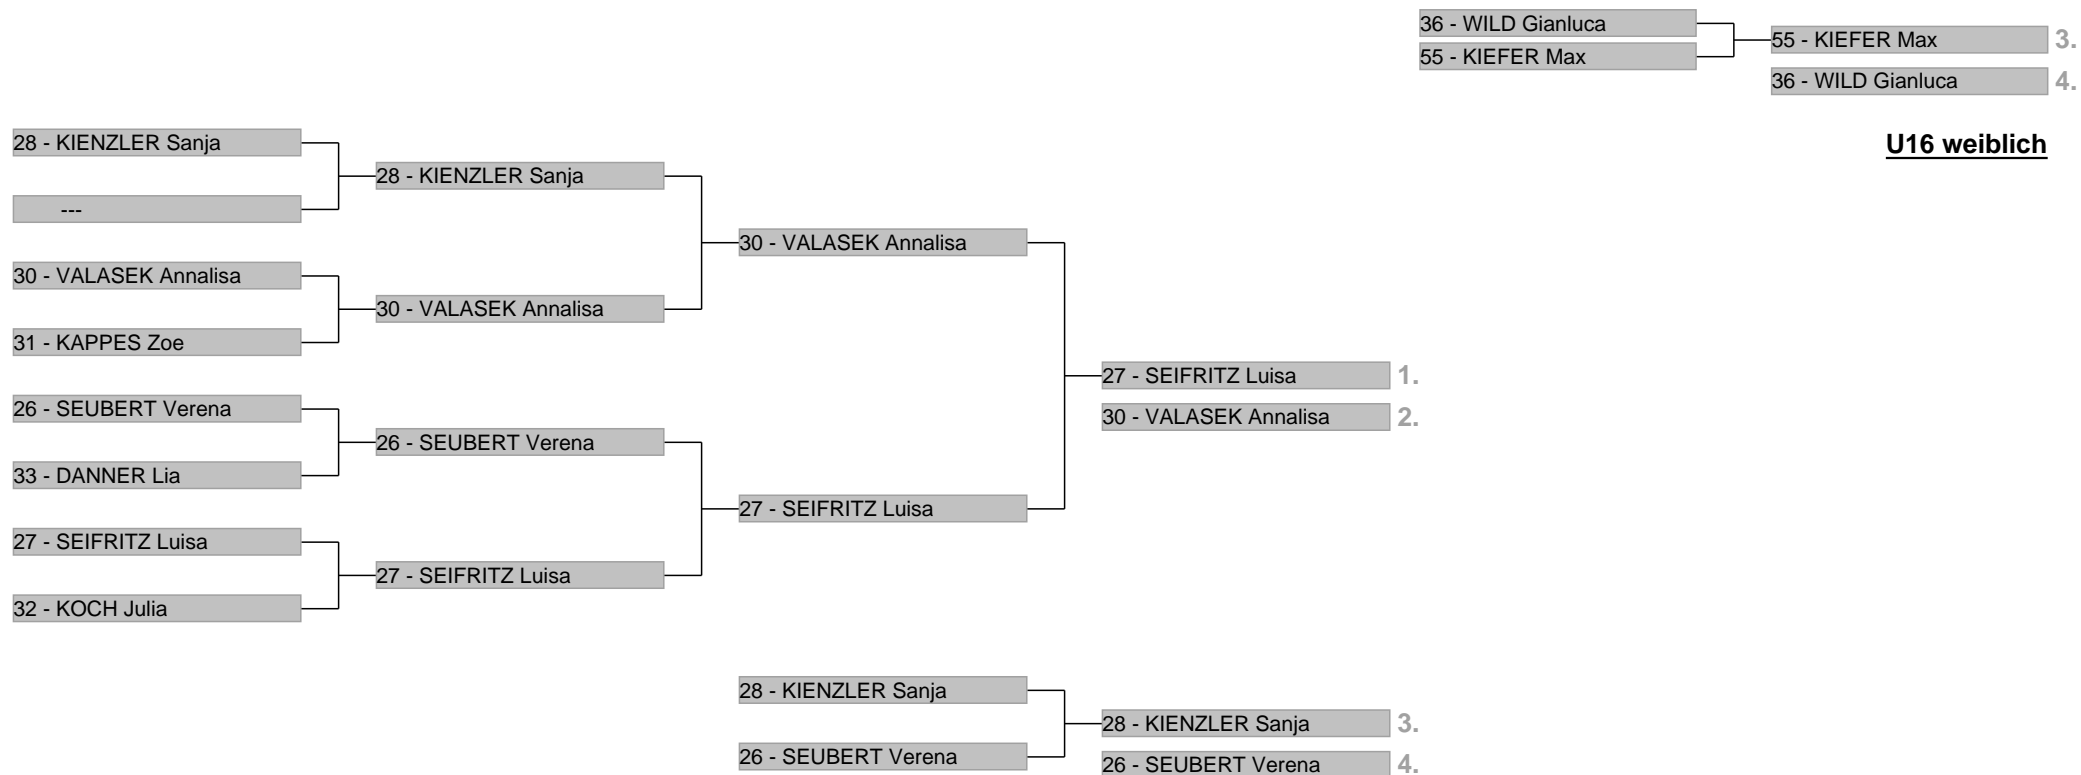 36 - WILD Gianluca
55 - KIEFER Max
55 - KIEFER Max 3.
36 - WILD Gianluca 4.
U16 weiblich
28 - KIENZLER Sanja
---
30 - VALASEK Annalisa
31 - KAPPES Zoe
26 - SEUBERT Verena
33 - DANNER Lia
27 - SEIFRITZ Luisa
32 - KOCH Julia
28 - KIENZLER Sanja
30 - VALASEK Annalisa
26 - SEUBERT Verena
27 - SEIFRITZ Luisa
30 - VALASEK Annalisa
27 - SEIFRITZ Luisa
27 - SEIFRITZ Luisa 1.
30 - VALASEK Annalisa 2.
28 - KIENZLER Sanja
26 - SEUBERT Verena
28 - KIENZLER Sanja 3.
26 - SEUBERT Verena 4.